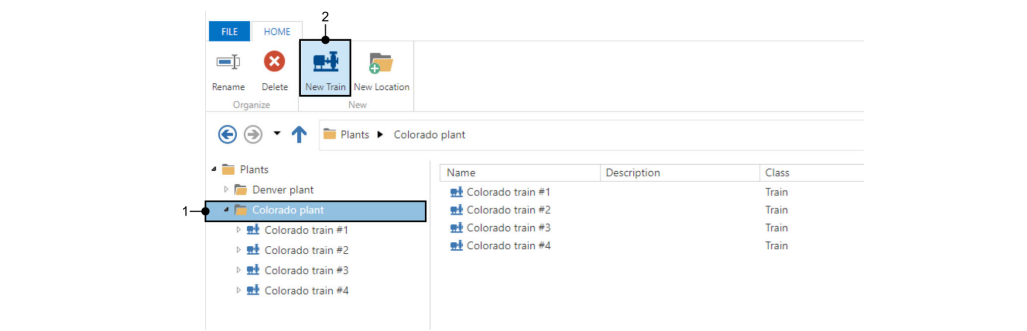 2
FILE HOME
Rename Delete New Train New Location
Organize New
Plants Colorado plant
Plants
Denver plant
1 Colorado plant
Colorado train #1
Colorado train #2
Colorado train #3
Colorado train #4
Name Description Class
Colorado train #1 Train
Colorado train #2 Train
Colorado train #3 Train
Colorado train #4 Train